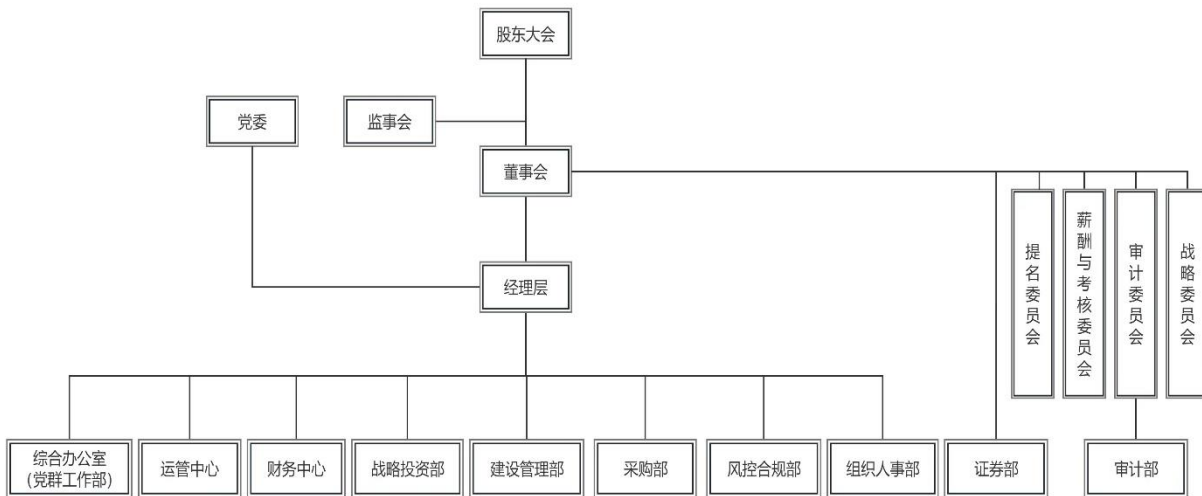 股东大会
党委
监事会
董事会
经理层
提名委员会
薪酬与考核委员会
审计委员会
战略委员会
综合办公室
(党群工作部)
运管中心
财务中心
战略投资部
建设管理部
采购部
风控合规部
组织人事部
证券部
审计部